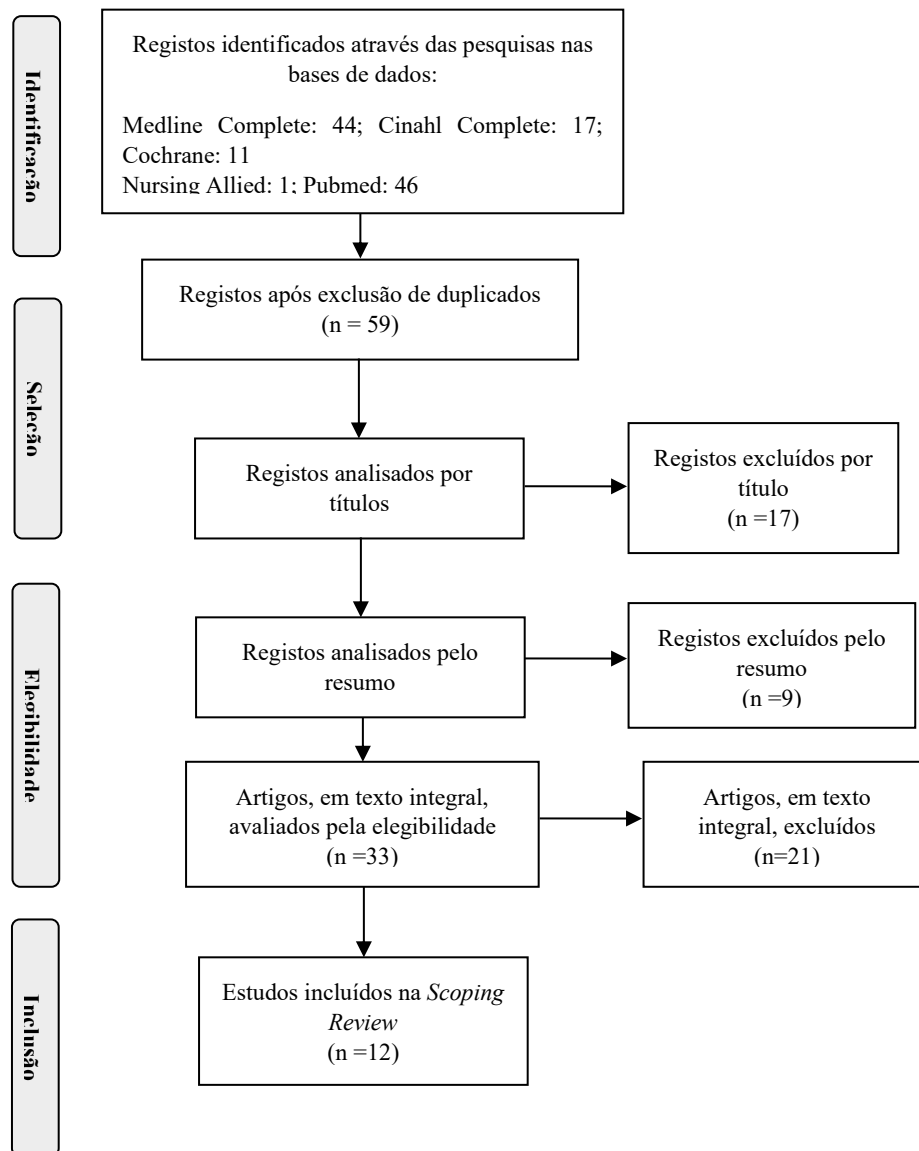 Identificação
Registos identificados através das pesquisas nas
bases de dados:
Medline Complete: 44; Cinahl Complete: 17;
Cochrane: 11
Nursing Allied: 1; Pubmed: 46
Registos após exclusão de duplicados
(n = 59)
Seleção
Registos analisados por
títulos
Registos excluídos por
título
(n =17)
Elegibilidade
Registos analisados pelo
resumo
Registos excluídos pelo
resumo
(n =9)
Artigos, em texto integral,
avaliados pela elegibilidade
(n =33)
Artigos, em texto
integral, excluídos
(n=21)
Inclusão
Estudos incluídos na Scoping
Review
(n =12)